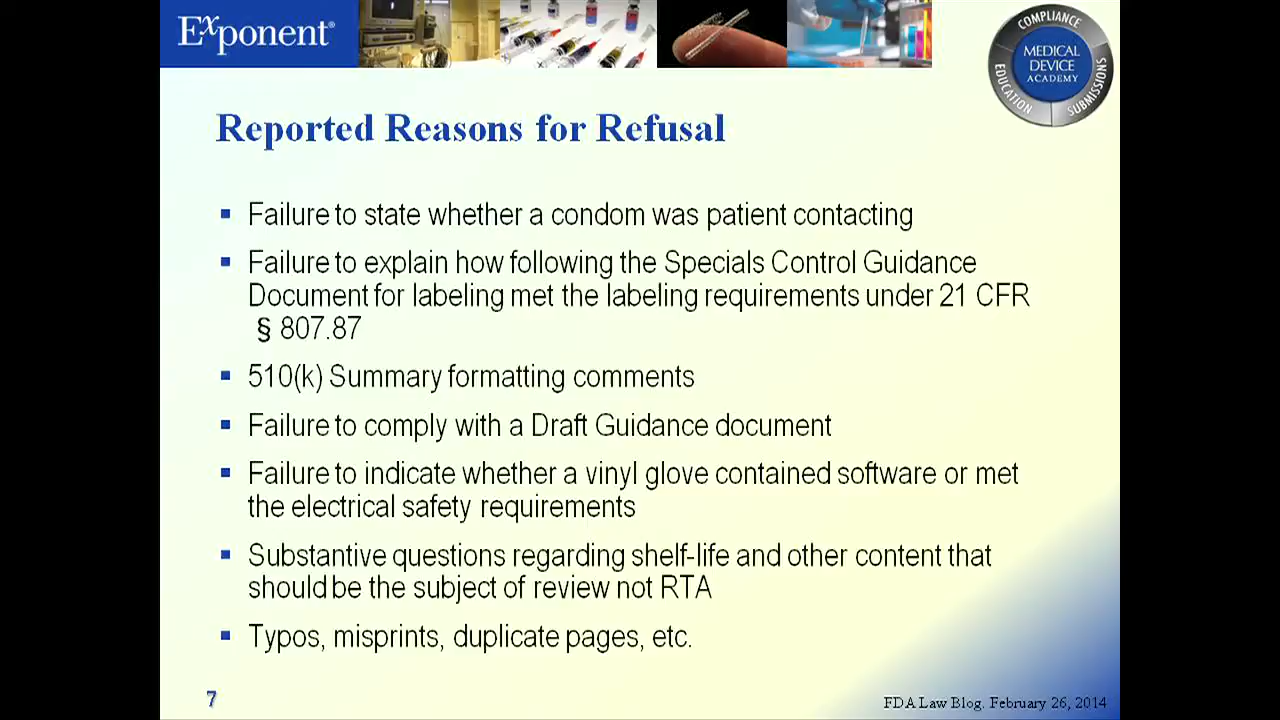 Exponent®
COMPLIANCE
MEDICAL
DEVICE
ACADEMY
EDUCATION
SUBMISSIONS
Reported Reasons for Refusal
Failure to state whether a condom was patient contacting
Failure to explain how following the Specials Control Guidance
Document for labeling met the labeling requirements under 21 CFR
§ 807.87
510(k) Summary formatting comments
Failure to comply with a Draft Guidance document
Failure to indicate whether a vinyl glove contained software or met
the electrical safety requirements
Substantive questions regarding shelf-life and other content that
should be the subject of review not RTA
Typos, misprints, duplicate pages, etc.
7
FDA Law Blog. February 26, 2014